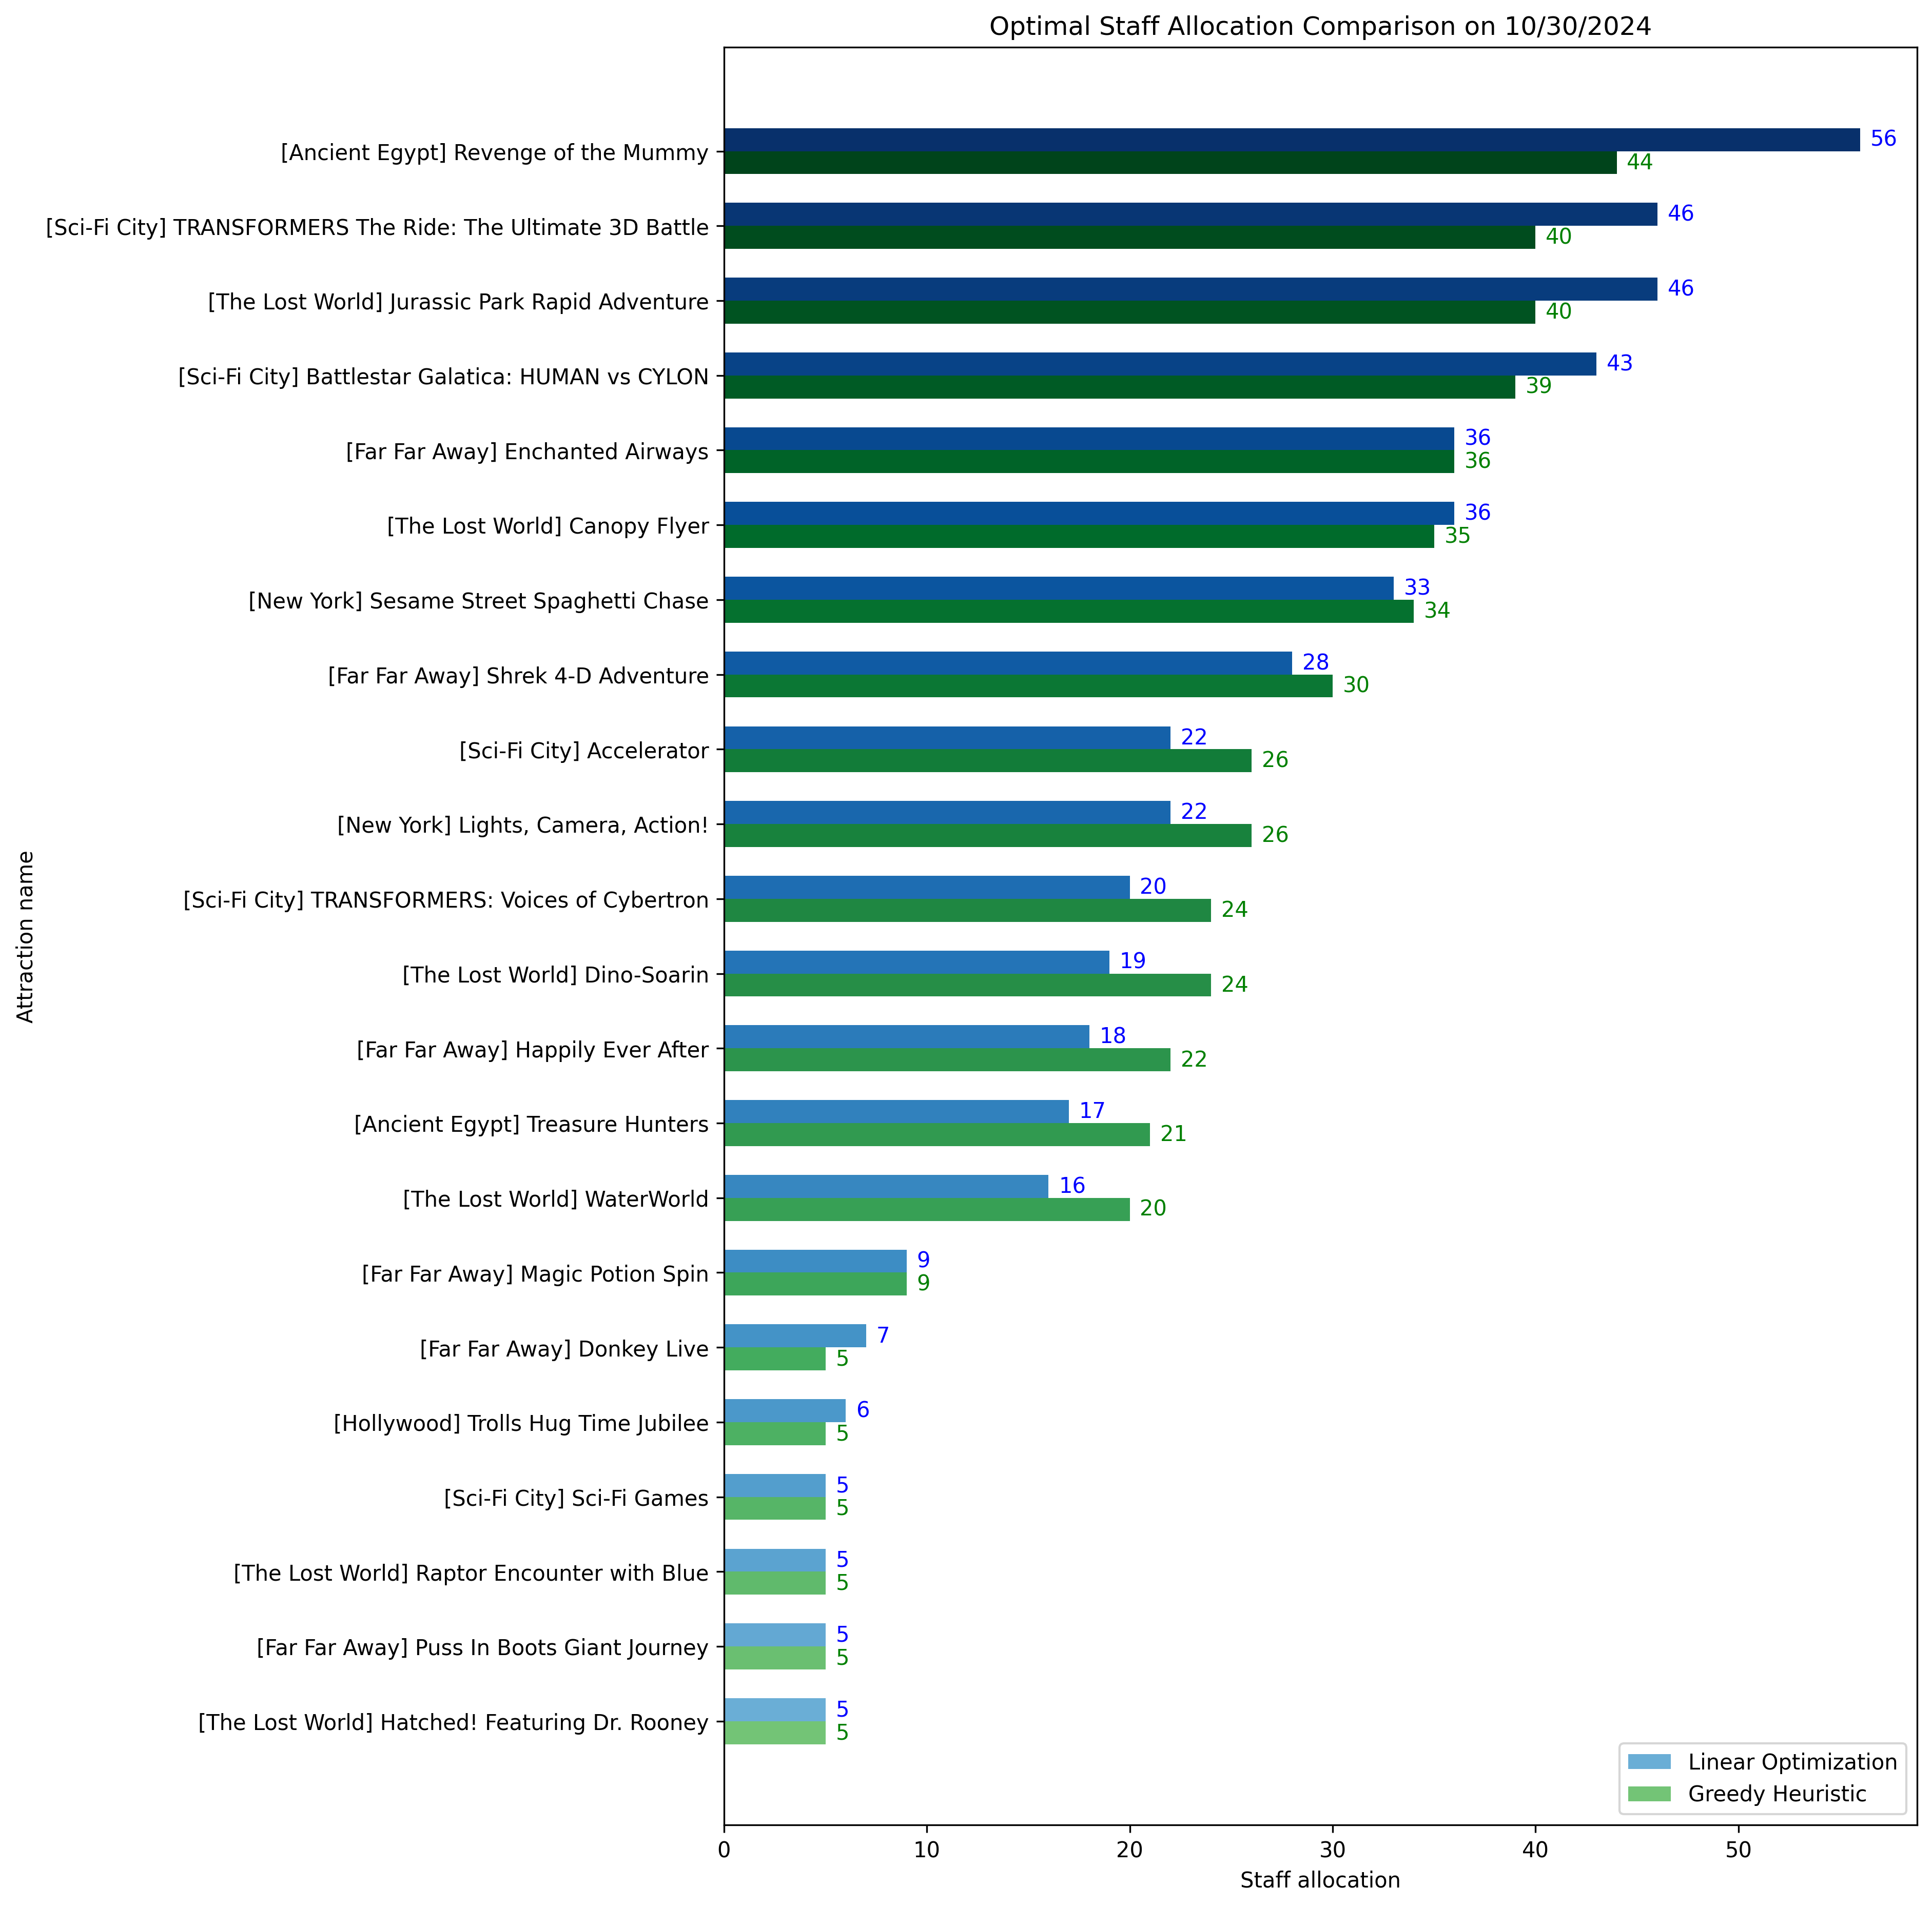 Optimal Staff Allocation Comparison on 10/30/2024
Attraction name
[Ancient Egypt] Revenge of the Mummy
56
44
[Sci-Fi City] TRANSFORMERS The Ride: The Ultimate 3D Battle
46
40
[The Lost World] Jurassic Park Rapid Adventure
46
40
[Sci-Fi City] Battlestar Galatica: HUMAN vs CYLON
43
39
[Far Far Away] Enchanted Airways
36
36
[The Lost World] Canopy Flyer
36
35
[New York] Sesame Street Spaghetti Chase
33
34
[Far Far Away] Shrek 4-D Adventure
28
30
[Sci-Fi City] Accelerator
22
26
[New York] Lights, Camera, Action!
22
26
[Sci-Fi City] TRANSFORMERS: Voices of Cybertron
20
24
[The Lost World] Dino-Soarin
19
24
[Far Far Away] Happily Ever After
18
22
[Ancient Egypt] Treasure Hunters
17
21
[The Lost World] WaterWorld
16
20
[Far Far Away] Magic Potion Spin
9
9
[Far Far Away] Donkey Live
7
5
[Hollywood] Trolls Hug Time Jubilee
6
5
[Sci-Fi City] Sci-Fi Games
5
5
[The Lost World] Raptor Encounter with Blue
5
5
[Far Far Away] Puss In Boots Giant Journey
5
5
[The Lost World] Hatched! Featuring Dr. Rooney
5
5
Linear Optimization
Greedy Heuristic
0 10 20 30 40 50
Staff allocation